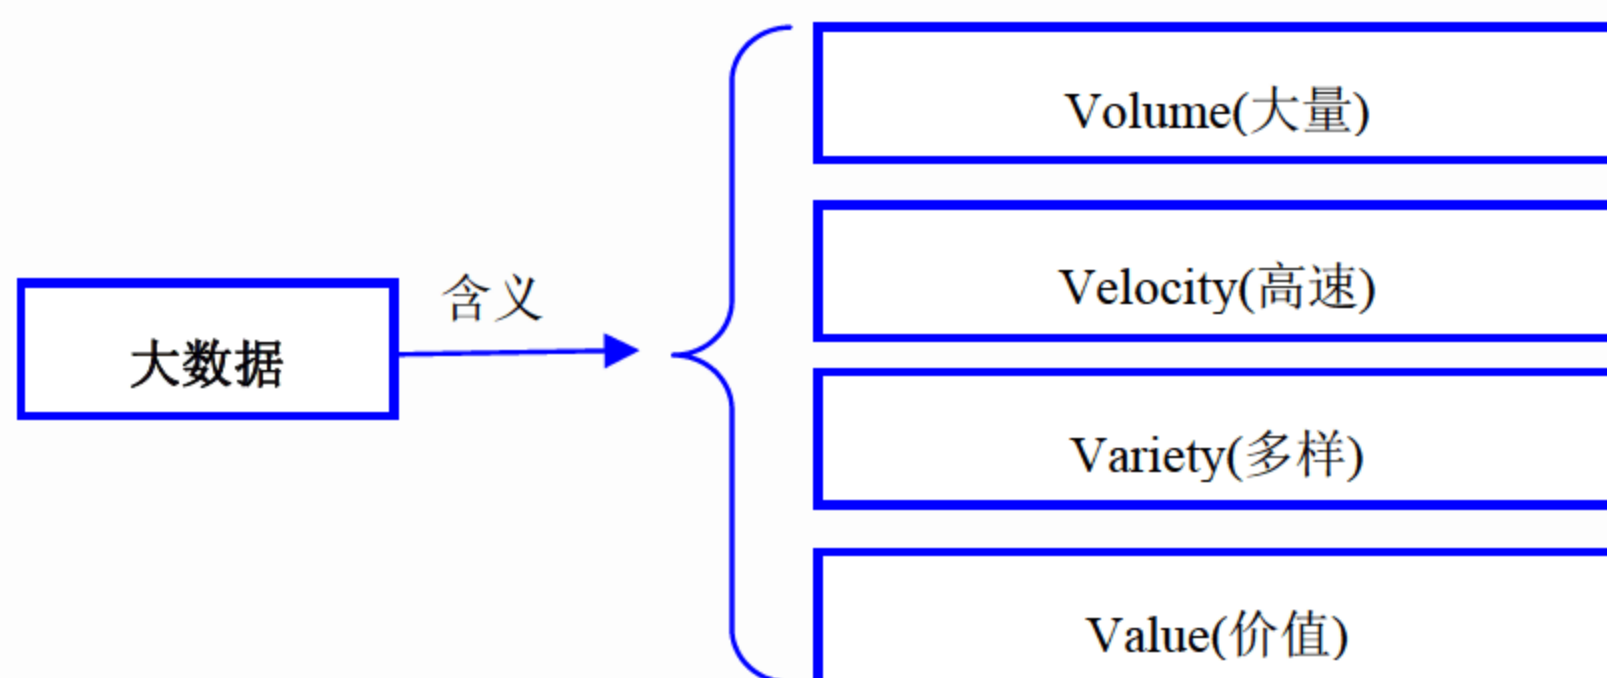 Volume(大量)
Velocity(高速)
含义
大数据
Variety(多样)
Value(价值)